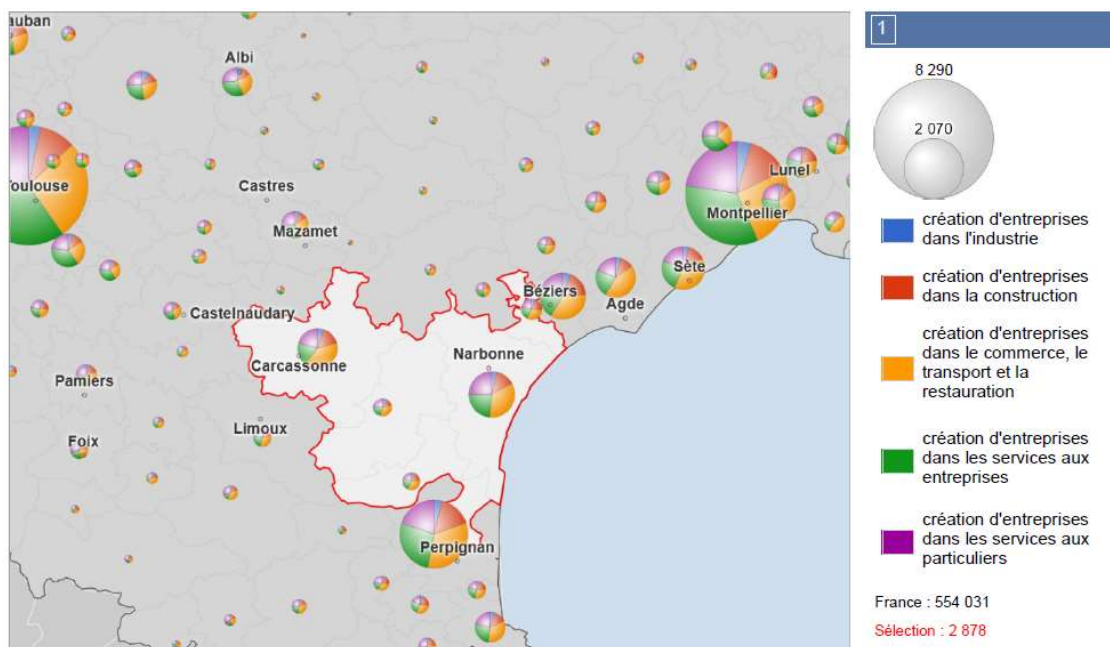 auban
Albi
Toulouse
Castres
Mazamet
Lunel
Montpellier
Sète
Béziers
Agde
Castelnaudary
Carcassonne
Narbonne
Pamiers
Limoux
Foix
Perpignan
1
8 290
2 070
création d'entreprises
dans l'industrie
création d'entreprises
dans la construction
création d'entreprises
dans le commerce, le
transport et la
restauration
création d'entreprises
dans les services aux
entreprises
création d'entreprises
dans les services aux
particuliers
France : 554 031
Sélection : 2 878